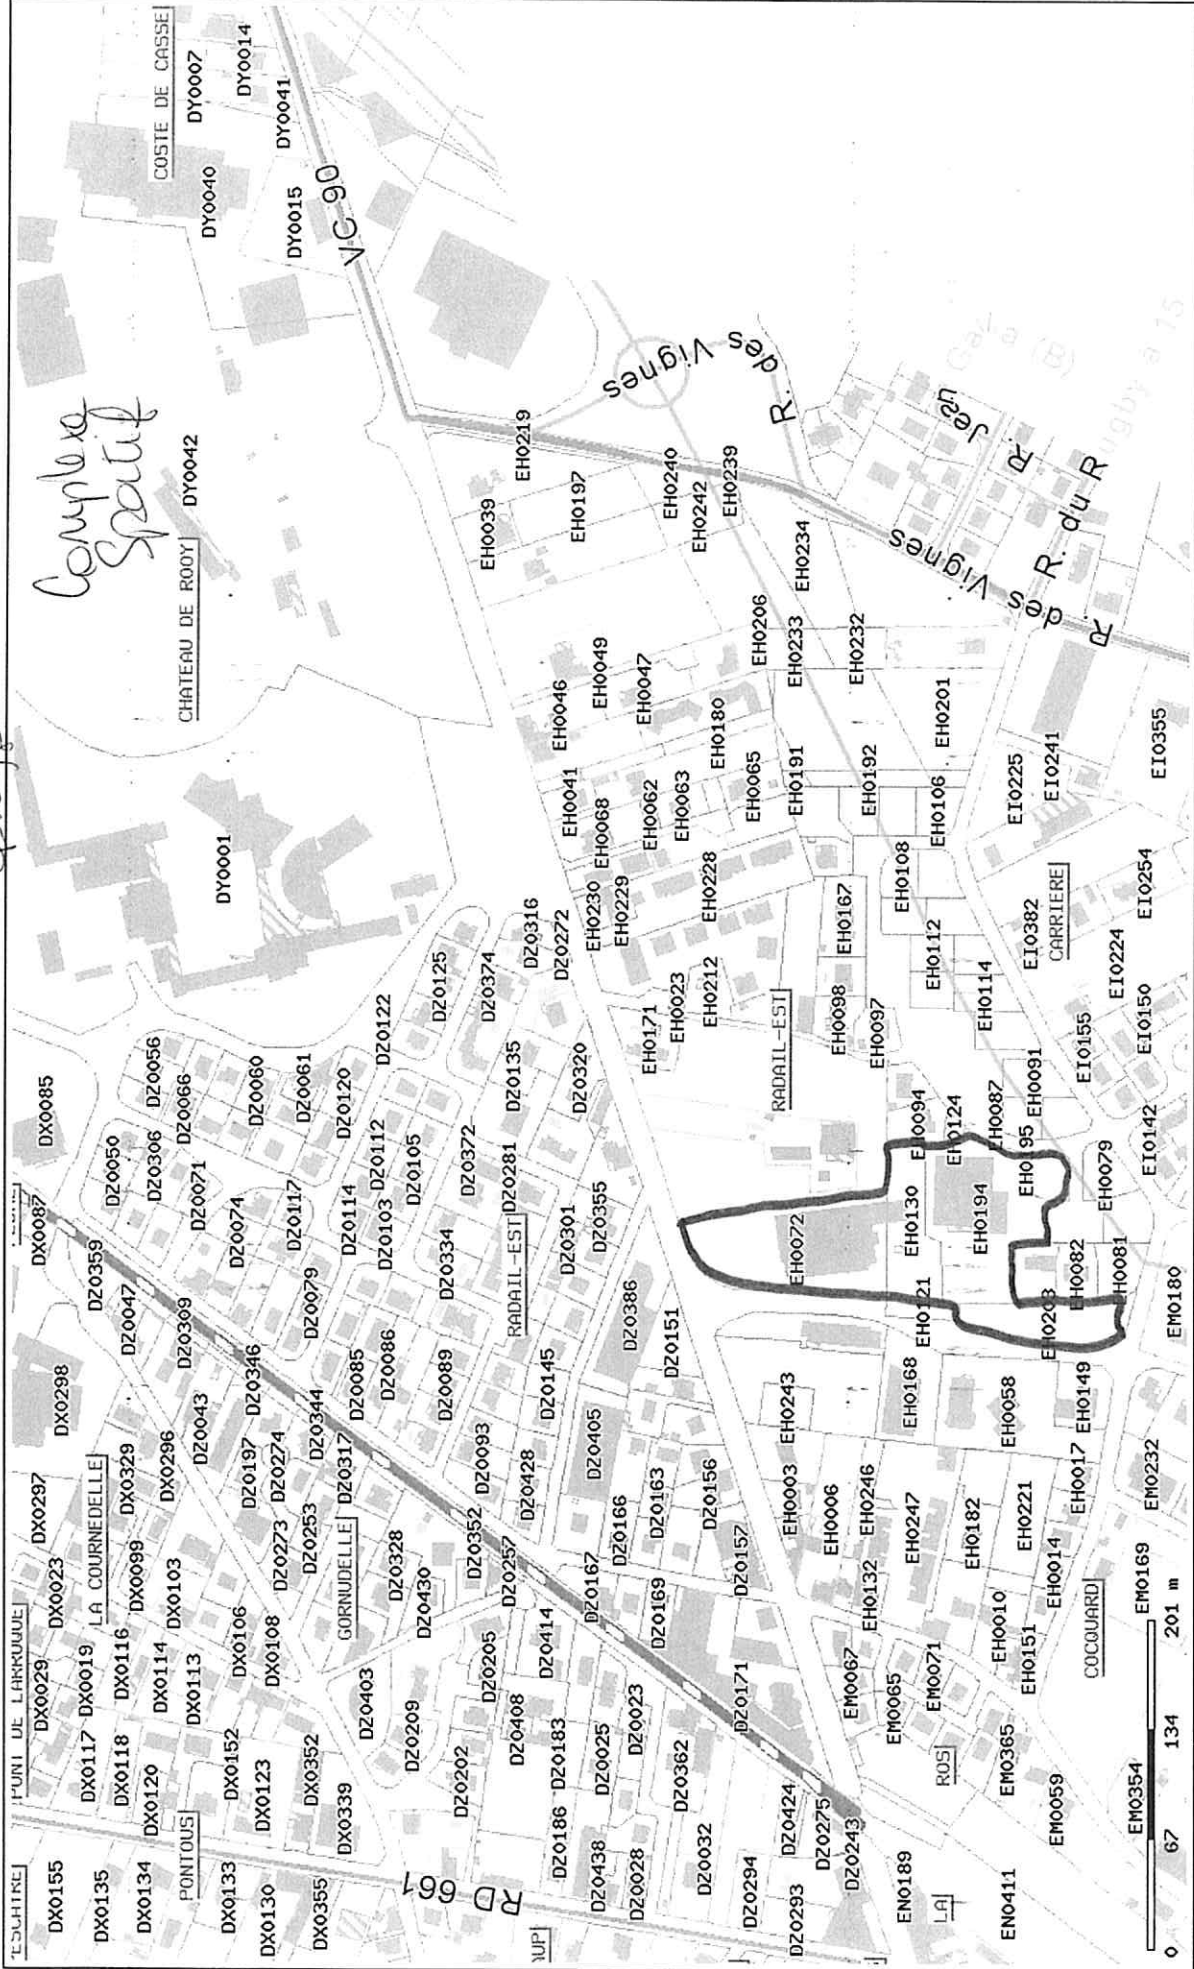 Complexe
Spoatif
CHATEAU DE ROOY
DY0042
COSTE DE CASSE
DY0007
DY0014
DY0040
DY0041
DY0015
VC 90
DY0001
EH0219
EH0039
EH0197
EH0240
EH0242
EH0239
R. des Vignes
EH0234
R. des Vignes
R. Jesu
Gaz a (B)
R. du R
ugby a 15
EH0046
EH0049
EH0047
EH0206
EH0233
EH0232
EH0180
EH0201
EH0041
EH0068
EH0062
EH0063
EH0065
EH0191
EH0192
EH0106
EI0225
EI0241
EI0355
EH0230
EH0229
EH0228
EH0167
EH0108
EH0112
EH0114
EI0382
CARRIERE
EI0254
EI0224
EI0150
EI0155
EI0142
EH0171
EH0023
EH0212
RADAIL-EST
EH0098
EH0097
EH0094
EH0124
EH0087
EH0091
EH0195
EH0079
EH0072
EH0130
EH0194
EH0082
EH0081
EH0121
EH0203
EM0180
EH0168
EH0058
EH0149
EH0243
EH0003
EH0006
EH0246
EH0247
EH0182
EH0221
EH0017
EM0232
EH0132
EH0010
EH0014
EH0151
COCQUARD
EM0169
EM0067
EM0065
EM0071
ROS
EM0365
EM0059
EM0354
EN0189
LA
EN0411
DX0085
DX0087
DZ0359
DZ0047
DZ0050
DZ0306
DZ0056
DZ0066
DZ0071
DZ0060
DZ0061
DZ0074
DZ0117
DZ0120
DZ0122
DZ0125
DZ0374
DZ0316
DZ0272
DZ0114
DZ0112
DZ0103
DZ0105
DZ0372
DZ0135
DZ0320
DZ0281
DZ0334
RADAIL-EST
DZ0301
DZ0355
DZ0309
DZ0346
DZ0079
DZ0344
DZ0085
DZ0086
DZ0089
DZ0145
DZ0386
DZ0151
DX0298
DX0297
LA COURNEDELLE
DX0329
DX0296
DZ0043
DZ0197
DZ0274
DZ0317
DZ0273
DZ0253
GORNUDELLE
DZ0328
DZ0430
DZ0352
DZ0093
DZ0428
DZ0257
DZ0405
DZ0166
DZ0163
DZ0156
DZ0157
DZ0167
DZ0169
DZ0171
DX0023
DX0029
DX0019
DX0099
DX0103
DX0116
DX0114
DX0113
DX0106
DX0108
DX0117
DX0118
DX0120
DX0152
DX0123
DX0352
DX0339
DZ0403
DZ0209
DZ0205
DZ0414
DZ0408
DZ0202
DZ0183
DZ0025
DZ0023
DZ0362
DZ0186
DZ0438
DZ0028
DZ0032
DZ0424
DZ0275
DZ0243
DZ0294
DZ0293
DX0155
DX0135
DX0134
PONTOUS
DX0133
DX0130
DX0355
RD 661
0 67 134 201 m